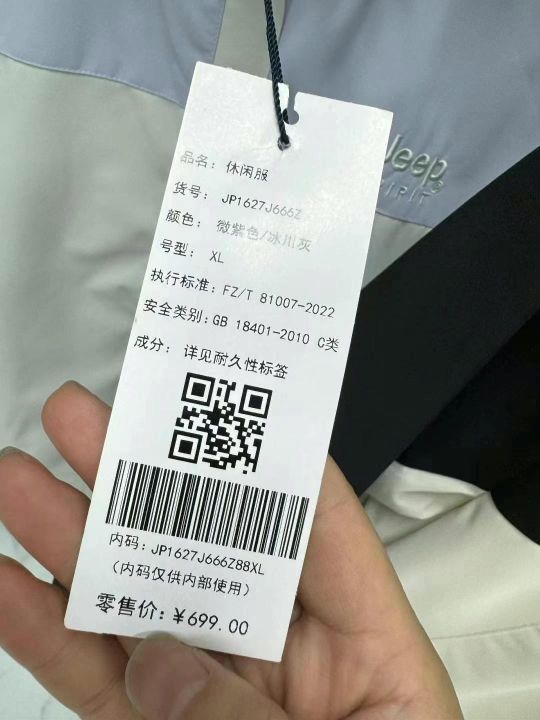 Jeep
SPIRIT
品名: 休闲服
货号: JP1627J666Z
颜色: 微紫色/冰川灰
号型: XL
执行标准: FZ/T 81007-2022
安全类别: GB 18401-2010 C类
成分: 详见耐久性标签
内码: JP1627J666Z88XL
(内码仅供内部使用)
零售价: ¥699.00